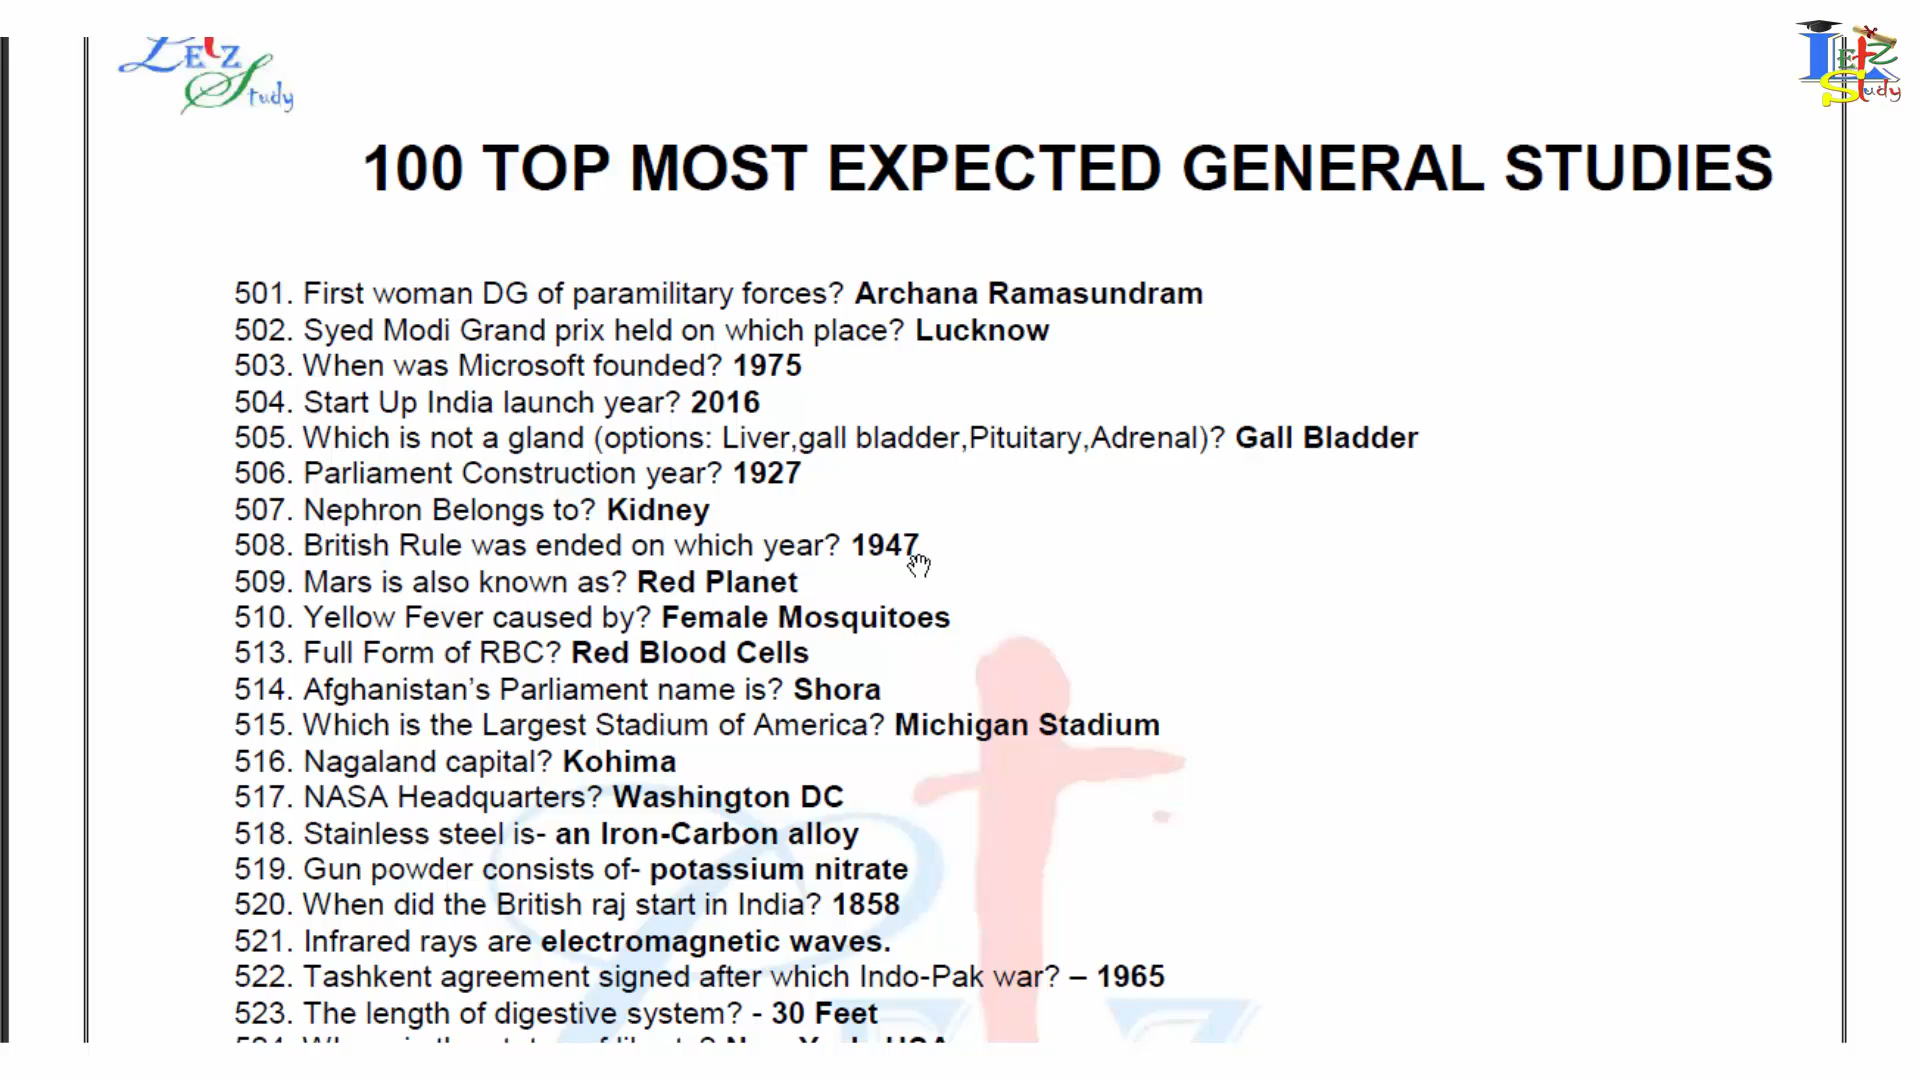 Letz
Study
Letz
Study
100 TOP MOST EXPECTED GENERAL STUDIES
501. First woman DG of paramilitary forces? Archana Ramasundram
502. Syed Modi Grand prix held on which place? Lucknow
503. When was Microsoft founded? 1975
504. Start Up India launch year? 2016
505. Which is not a gland (options: Liver,gall bladder,Pituitary,Adrenal)? Gall Bladder
506. Parliament Construction year? 1927
507. Nephron Belongs to? Kidney
508. British Rule was ended on which year? 1947
509. Mars is also known as? Red Planet
510. Yellow Fever caused by? Female Mosquitoes
513. Full Form of RBC? Red Blood Cells
514. Afghanistan’s Parliament name is? Shora
515. Which is the Largest Stadium of America? Michigan Stadium
516. Nagaland capital? Kohima
517. NASA Headquarters? Washington DC
518. Stainless steel is- an Iron-Carbon alloy
519. Gun powder consists of- potassium nitrate
520. When did the British raj start in India? 1858
521. Infrared rays are electromagnetic waves.
522. Tashkent agreement signed after which Indo-Pak war? – 1965
523. The length of digestive system? - 30 Feet